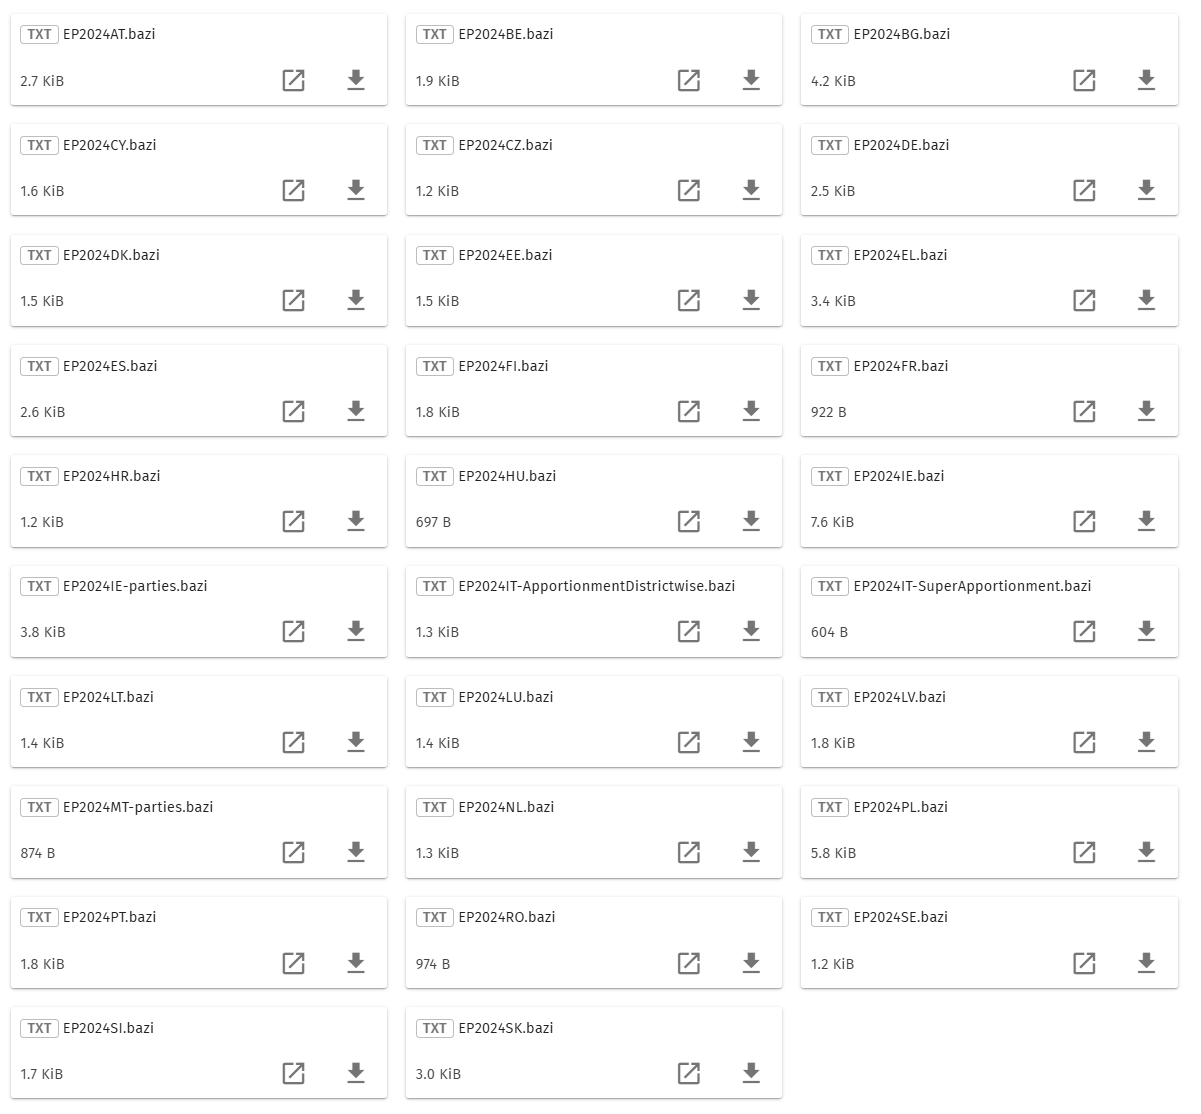 TXT EP2024AT.bazi
2.7 KiB
TXT EP2024BE.bazi
1.9 KiB
TXT EP2024BG.bazi
4.2 KiB
TXT EP2024CY.bazi
1.6 KiB
TXT EP2024CZ.bazi
1.2 KiB
TXT EP2024DE.bazi
2.5 KiB
TXT EP2024DK.bazi
1.5 KiB
TXT EP2024EE.bazi
1.5 KiB
TXT EP2024EL.bazi
3.4 KiB
TXT EP2024ES.bazi
2.6 KiB
TXT EP2024FI.bazi
1.8 KiB
TXT EP2024FR.bazi
922 B
TXT EP2024HR.bazi
1.2 KiB
TXT EP2024HU.bazi
697 B
TXT EP2024IE.bazi
7.6 KiB
TXT EP2024IE-parties.bazi
3.8 KiB
TXT EP2024IT-ApportionmentDistrictwise.bazi
1.3 KiB
TXT EP2024IT-SuperApportionment.bazi
604 B
TXT EP2024LT.bazi
1.4 KiB
TXT EP2024LU.bazi
1.4 KiB
TXT EP2024LV.bazi
1.8 KiB
TXT EP2024MT-parties.bazi
874 B
TXT EP2024NL.bazi
1.3 KiB
TXT EP2024PL.bazi
5.8 KiB
TXT EP2024PT.bazi
1.8 KiB
TXT EP2024RO.bazi
974 B
TXT EP2024SE.bazi
1.2 KiB
TXT EP2024SI.bazi
1.7 KiB
TXT EP2024SK.bazi
3.0 KiB